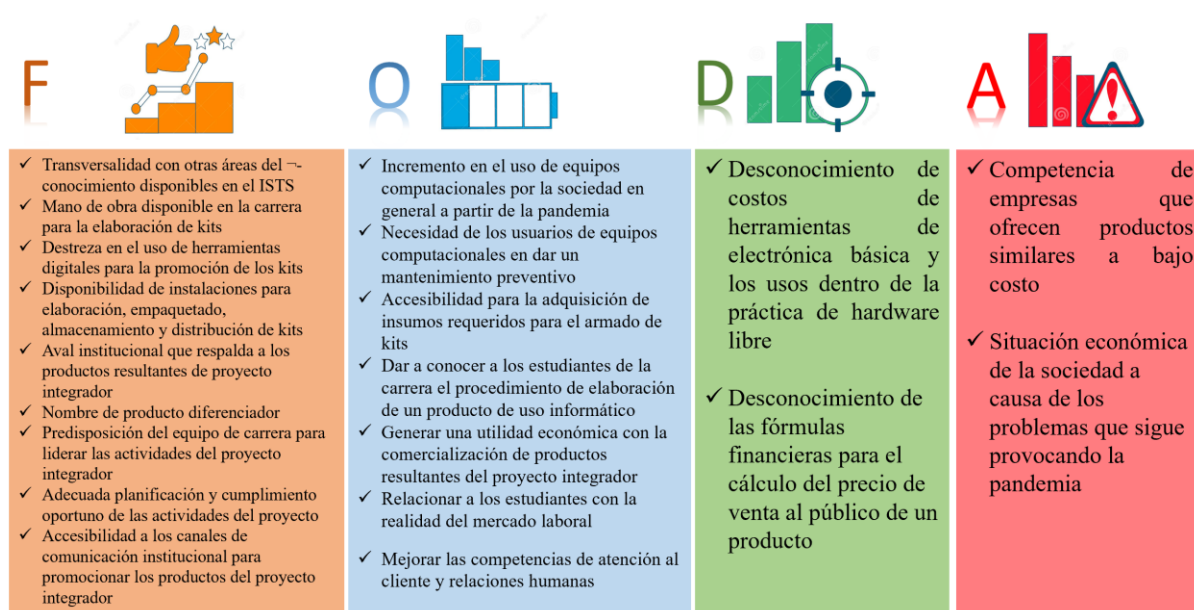 F
O
D
A
✓ Transversalidad con otras áreas del ¬-
conocimiento disponibles en el ISTS
✓ Mano de obra disponible en la carrera
para la elaboración de kits
✓ Destreza en el uso de herramientas
digitales para la promoción de los kits
✓ Disponibilidad de instalaciones para
elaboración, empaquetado,
almacenamiento y distribución de kits
✓ Aval institucional que respalda a los
productos resultantes de proyecto
integrador
✓ Nombre de producto diferenciador
✓ Predisposición del equipo de carrera para
liderar las actividades del proyecto
integrador
✓ Adecuada planificación y cumplimiento
oportuno de las actividades del proyecto
✓ Accesibilidad a los canales de
comunicación institucional para
promocionar los productos del proyecto
integrador
✓ Incremento en el uso de equipos
computacionales por la sociedad en
general a partir de la pandemia
✓ Necesidad de los usuarios de equipos
computacionales en dar un
mantenimiento preventivo
✓ Accesibilidad para la adquisición de
insumos requeridos para el armado de
kits
✓ Dar a conocer a los estudiantes de la
carrera el procedimiento de elaboración
de un producto de uso informático
✓ Generar una utilidad económica con la
comercialización de productos
resultantes del proyecto integrador
✓ Relacionar a los estudiantes con la
realidad del mercado laboral
✓ Mejorar las competencias de atención al
cliente y relaciones humanas
✓ Desconocimiento de
costos de
herramientas de
electrónica básica y
los usos dentro de la
práctica de hardware
libre
✓ Desconocimiento de
las fórmulas
financieras para el
cálculo del precio de
venta al público de un
producto
✓ Competencia de
empresas que
ofrecen productos
similares a bajo
costo
✓ Situación económica
de la sociedad a
causa de los
problemas que sigue
provocando la
pandemia